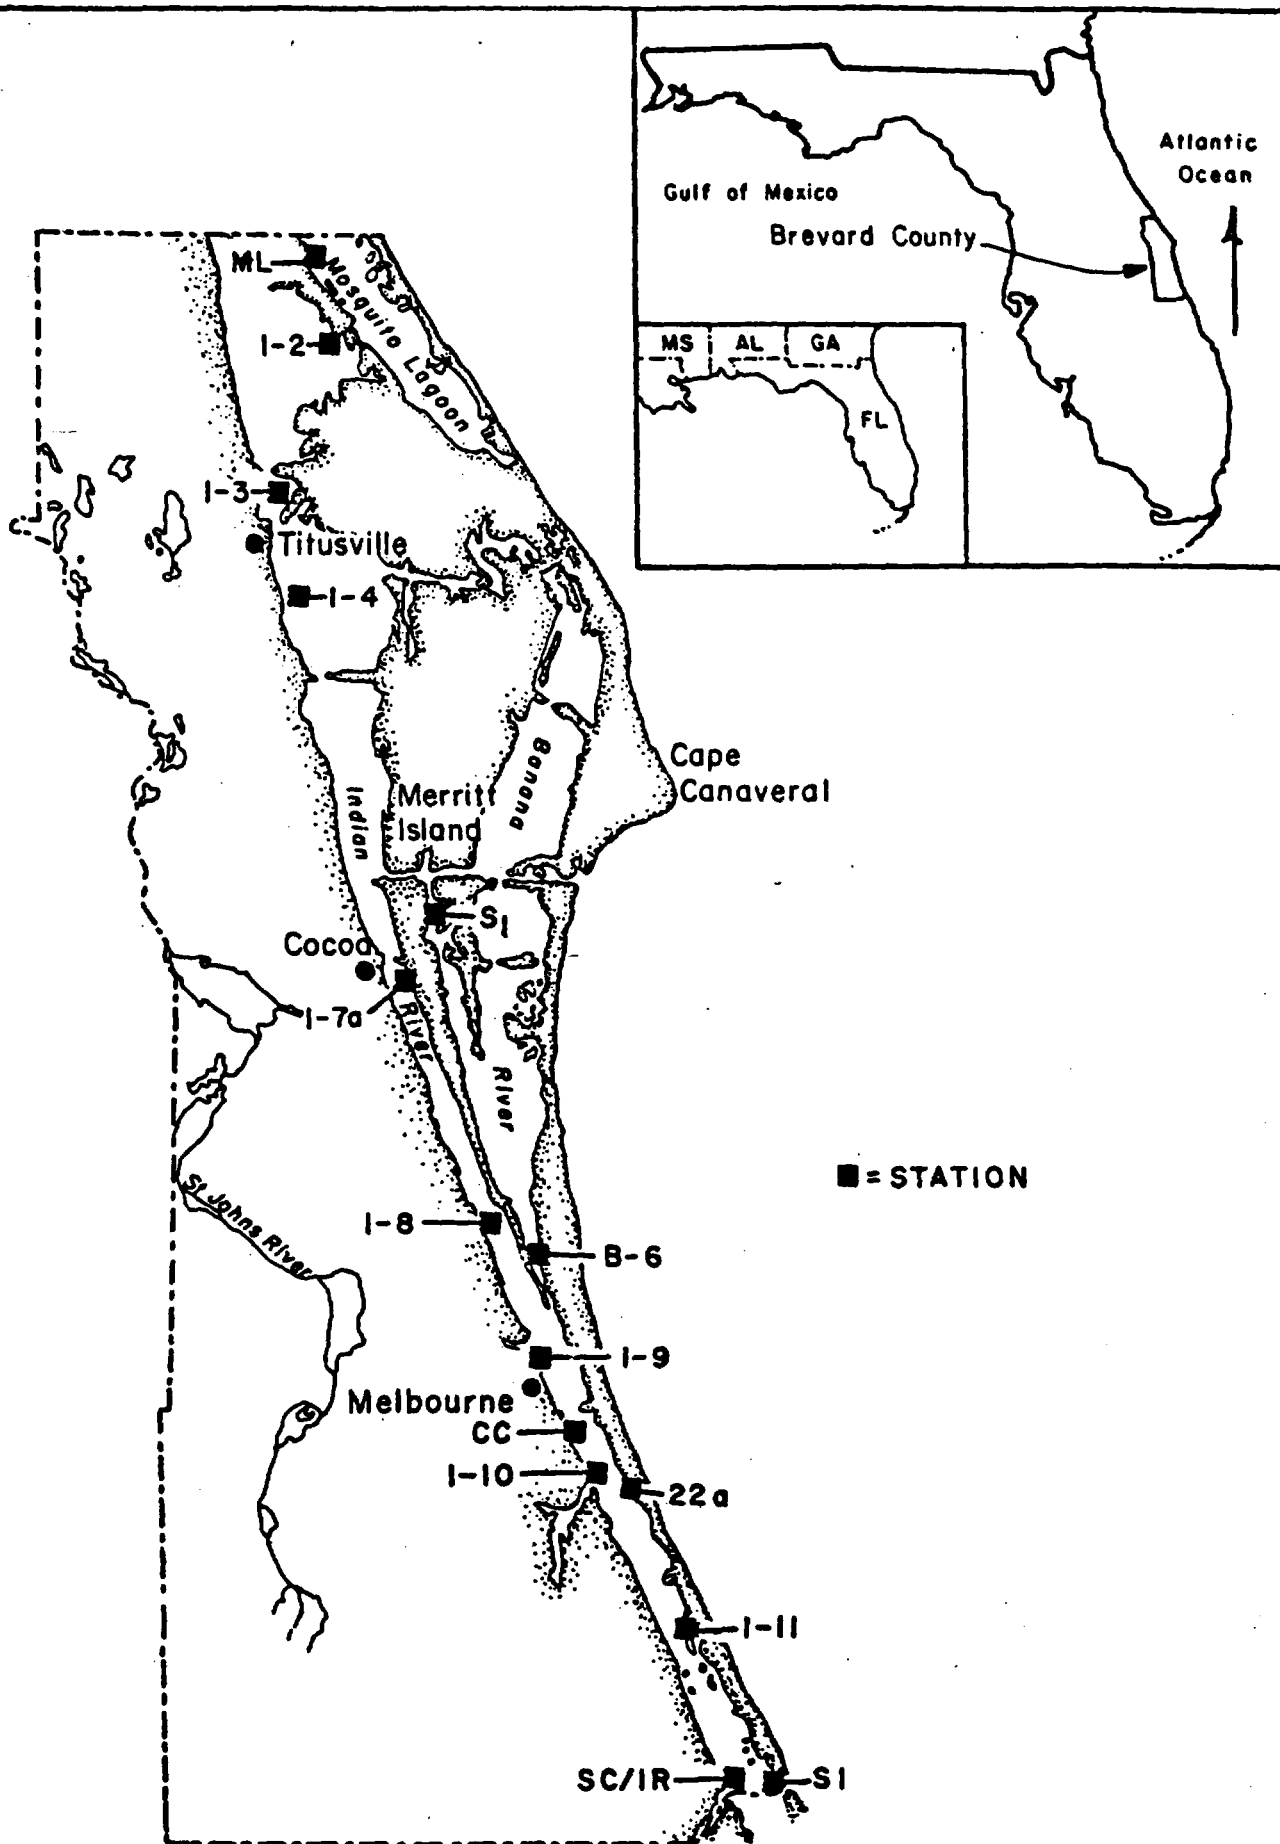 Atlantic
Ocean
Gulf of Mexico
Brevard County
MS
AL
GA
FL
ML
Mosquito Lagoon
I-2
I-3
Titusville
I-4
Cape
Canaveral
Banana
Indian
Merritt
Island
S1
Cocoa
I-7a
River
River
■=STATION
St Johns River
I-8
B-6
I-9
Melbourne
CC
I-10
22a
I-11
SC/IR
SI